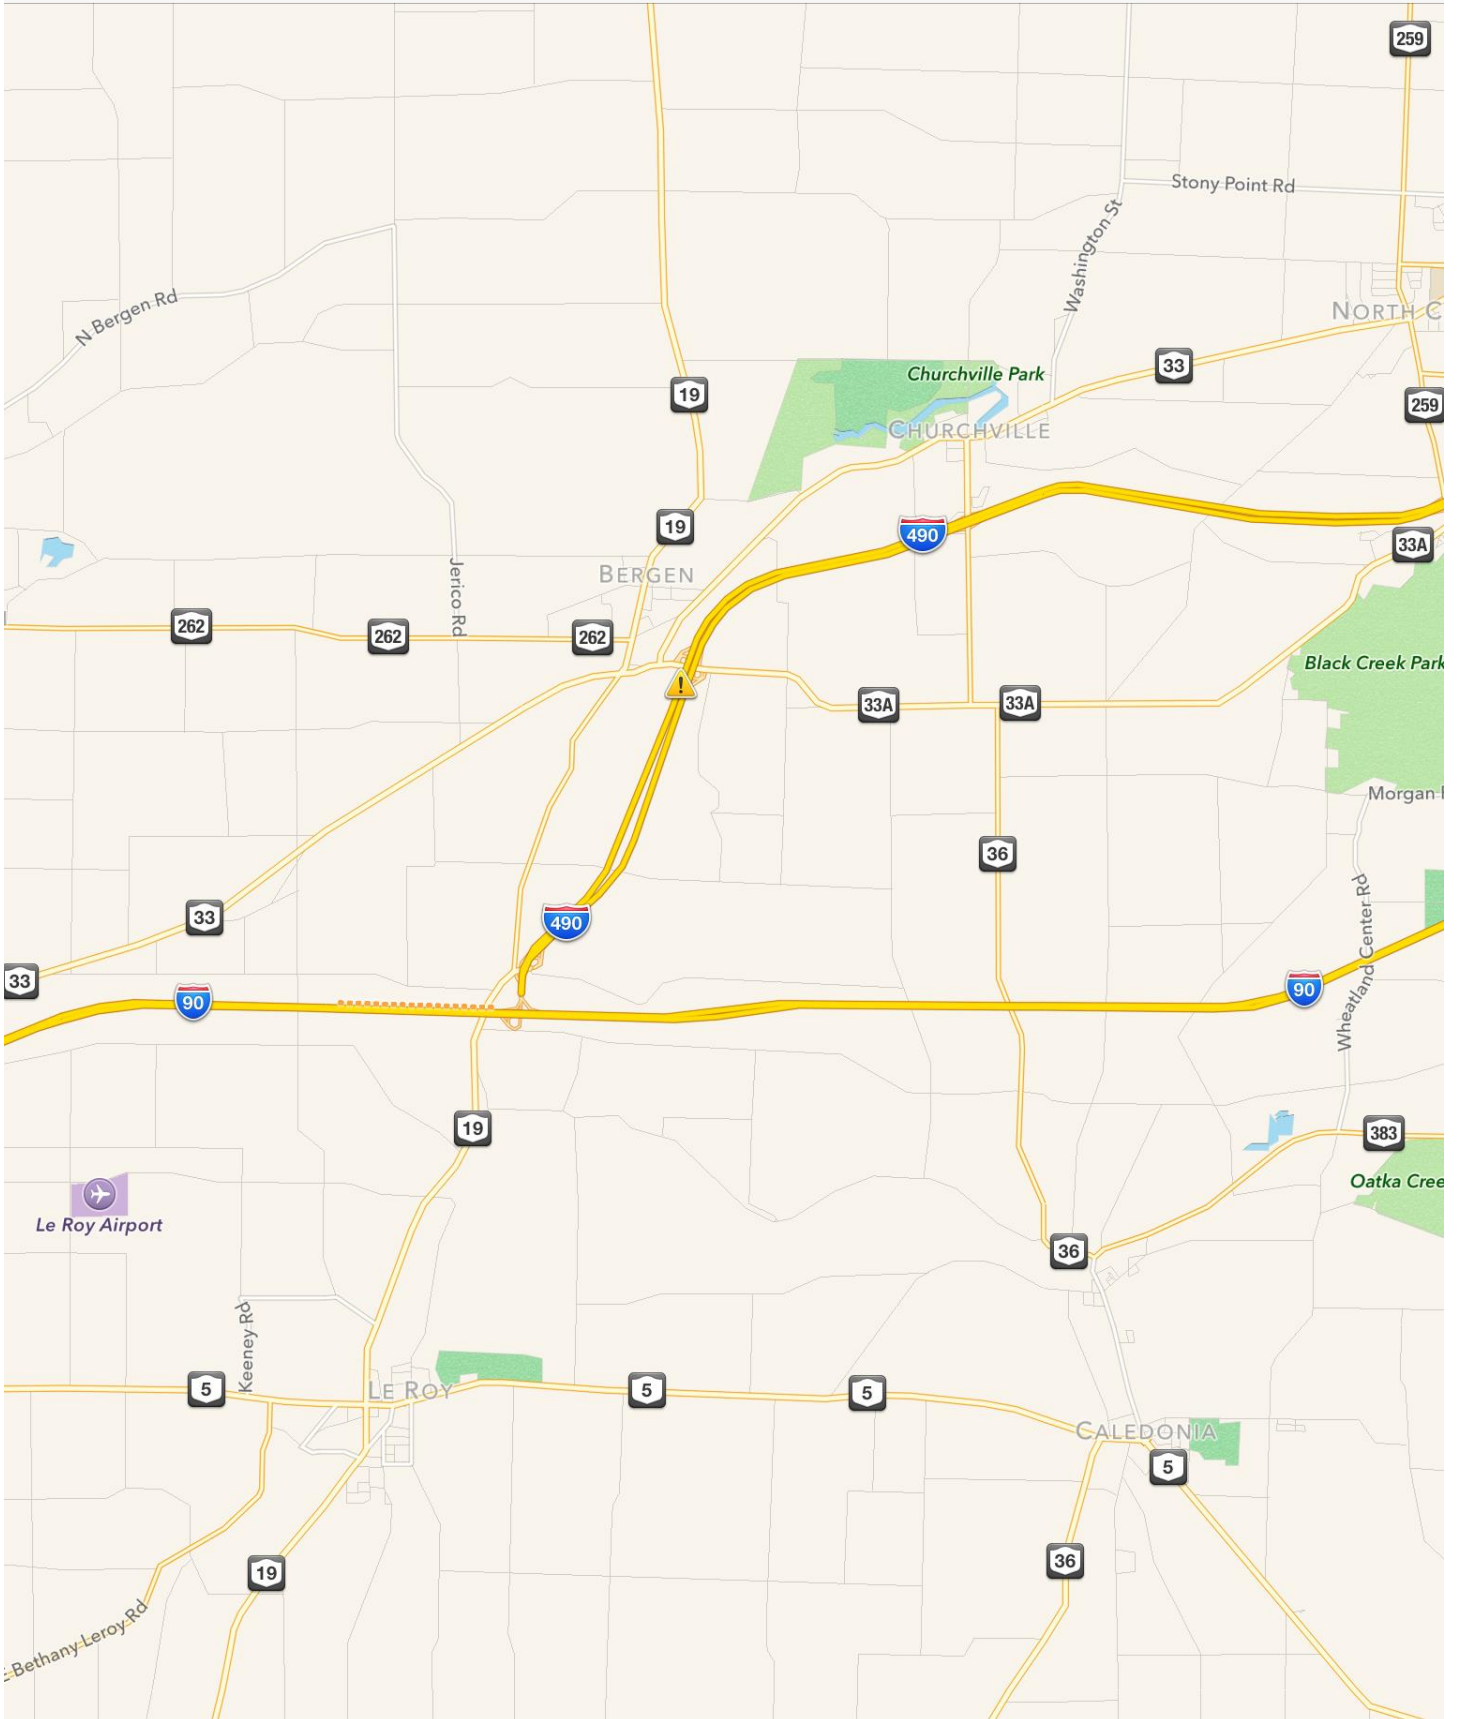 259
Stony Point Rd
Washington St
N Bergen Rd
NORTH C
33
Churchville Park
19
259
CHURCHVILLE
19
490
33A
BERGEN
Jerico Rd
262
262
262
Black Creek Park
33A
33A
Morgan
36
33
490
Wheatland Center Rd
33
90
90
19
383
Oatka Cree
Le Roy Airport
36
Keeney Rd
5
LE ROY
5
5
CALEDONIA
5
36
19
E Bethany Leroy Rd